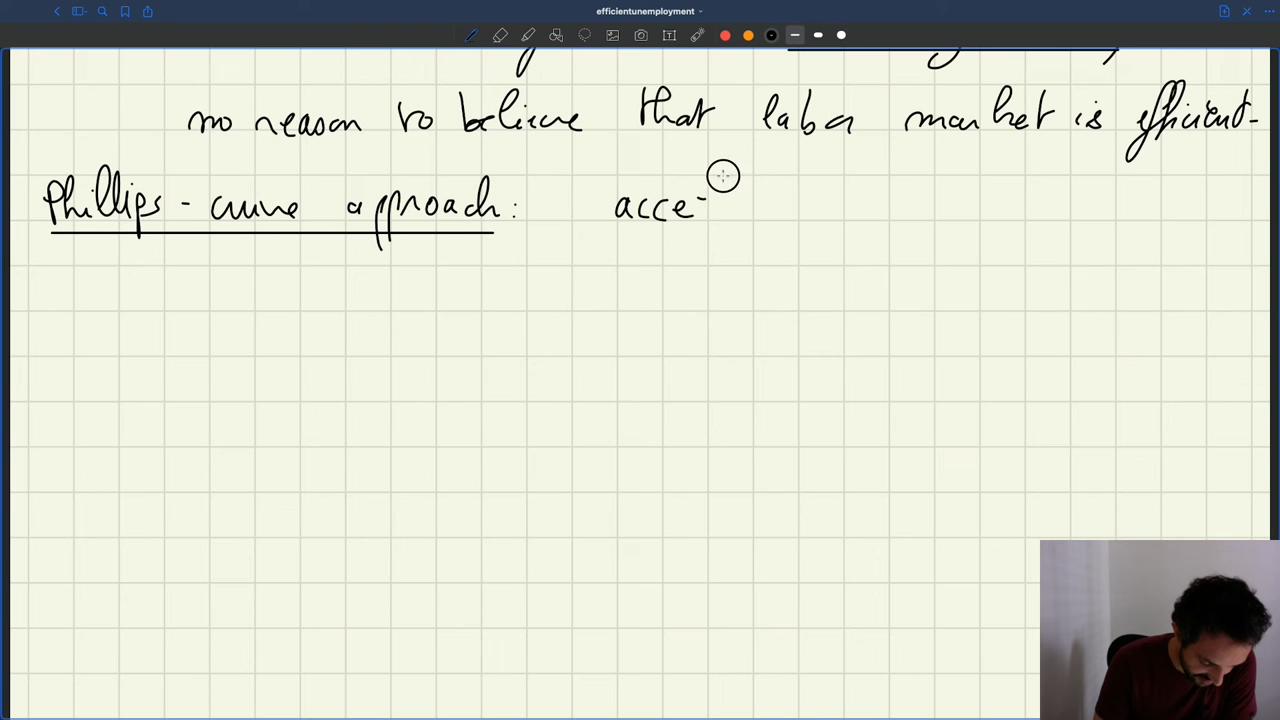 efficientunemployment
no reason to believe that labor market is efficient-
Phillips - curve approach: acce-